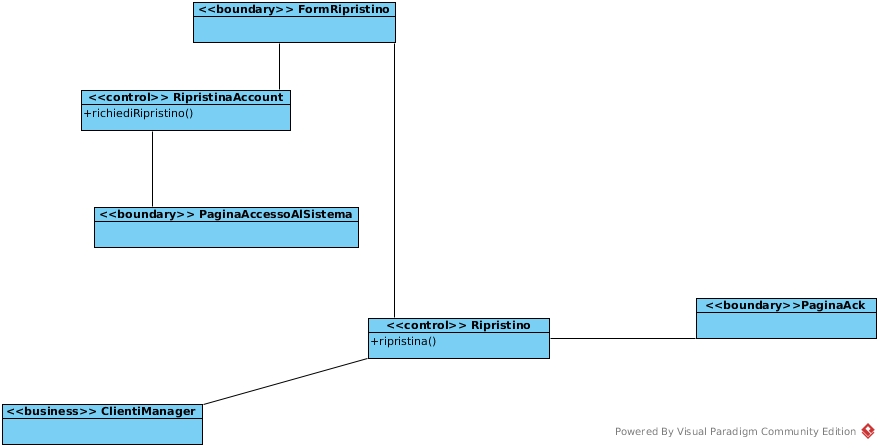 <<boundary>> FormRipristino
<<control>> RipristinaAccount
+richiediRipristino()
<<boundary>> PaginaAccessoAlSistema
<<boundary>>PaginaAck
<<control>> Ripristino
+ripristina()
<<business>> ClientiManager
Powered By Visual Paradigm Community Edition